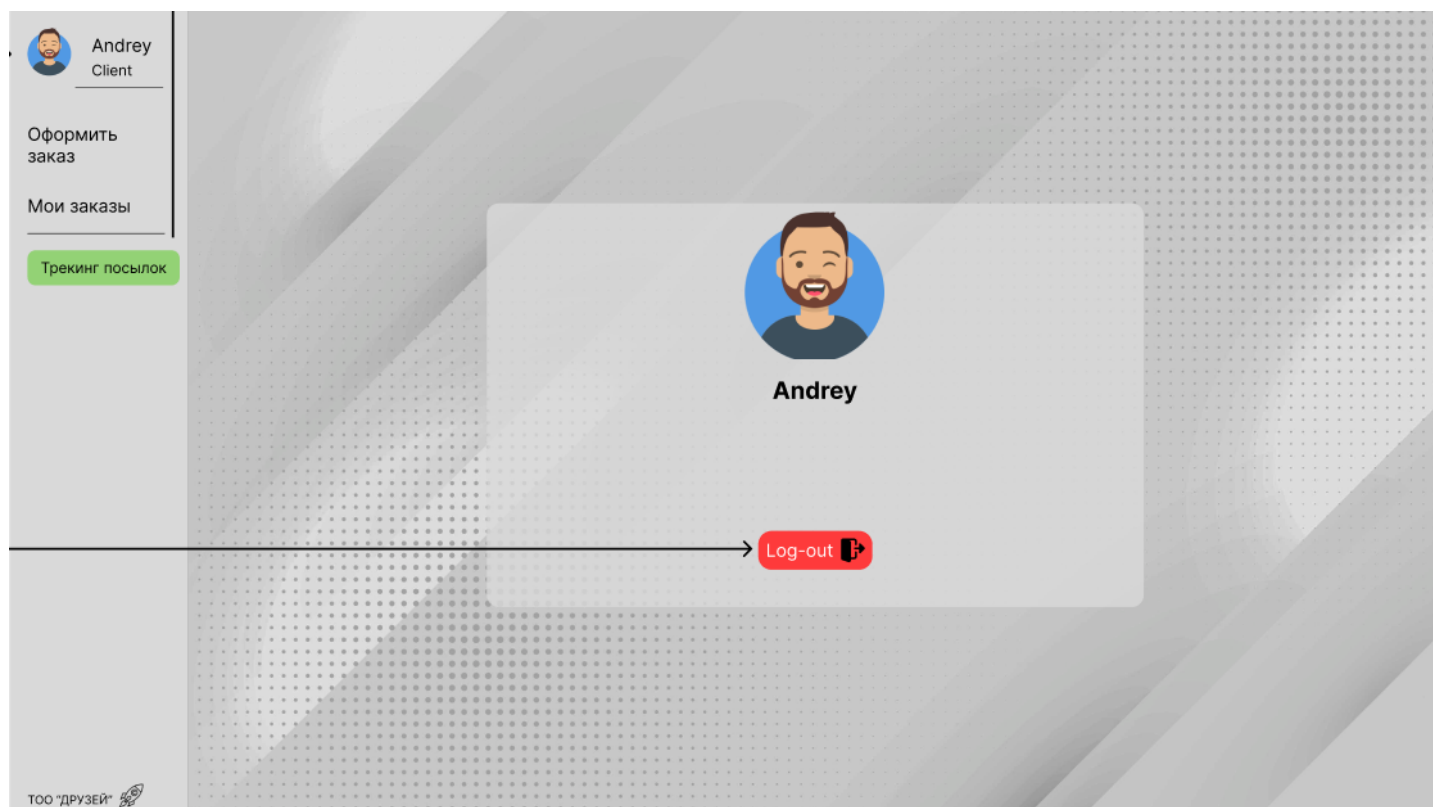 Andrey
Client
Оформить
заказ
Мои заказы
Трекинг посылок
Andrey
Log-out
ТОО "ДРУЗЕЙ"